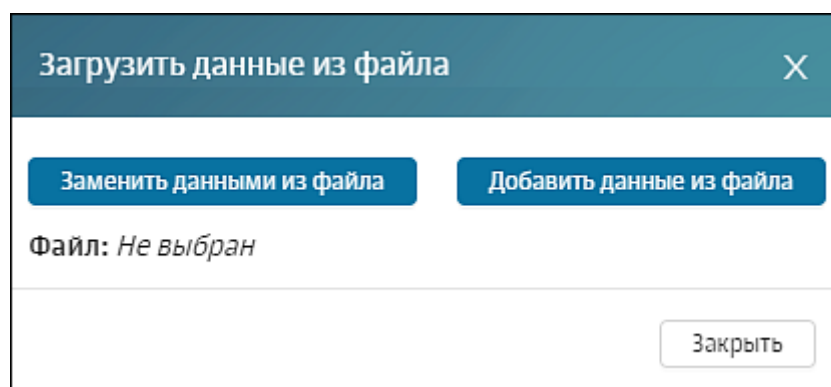 Загрузить данные из файла X
Заменить данными из файла Добавить данные из файла
Файл: Не выбран
Закрыть